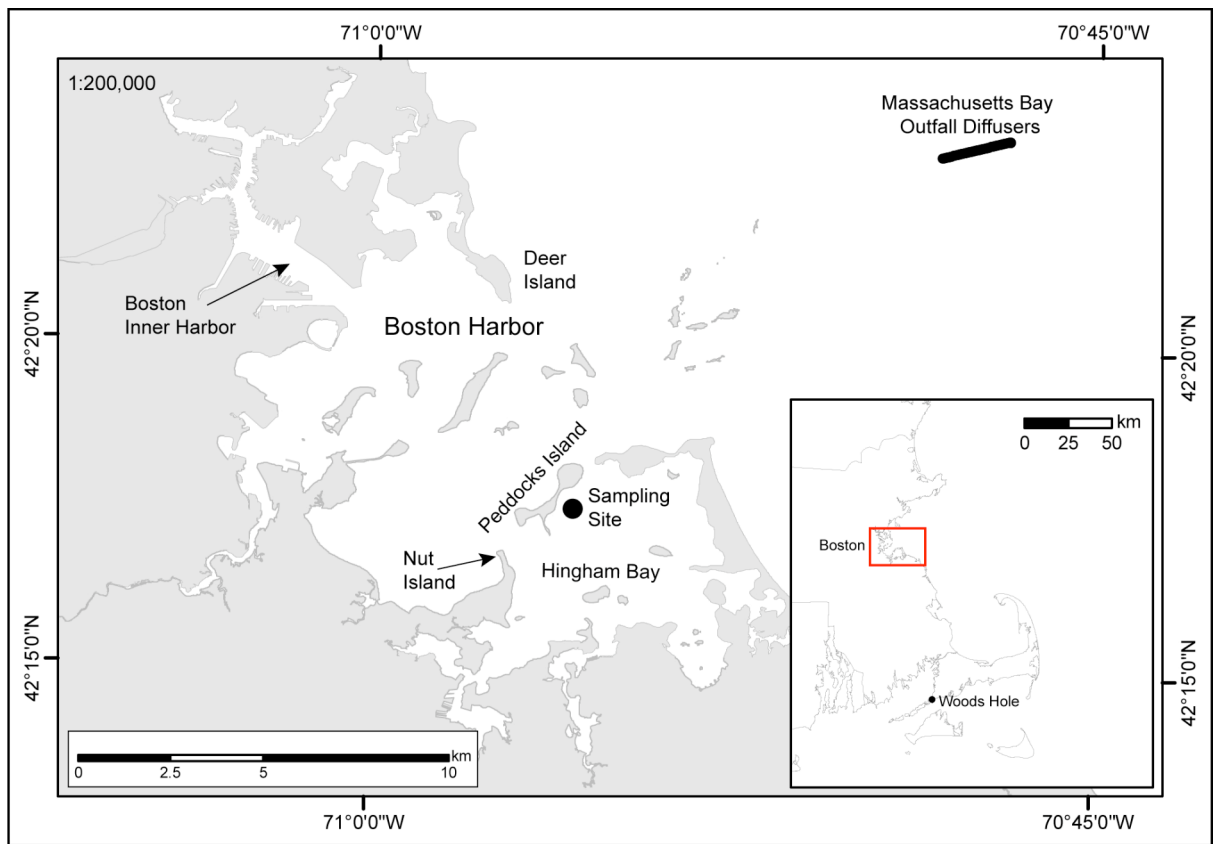 71°0'0"W
70°45'0"W
1:200,000
Massachusetts Bay
Outfall Diffusers
Deer
Island
Boston
Inner Harbor
Boston Harbor
42°20'0"N
42°20'0"N
Peddocks Island
Sampling
Site
Nut
Island
Hingham Bay
km
0 25 50
Boston
Woods Hole
42°15'0"N
42°15'0"N
km
0 2.5 5 10
71°0'0"W
70°45'0"W